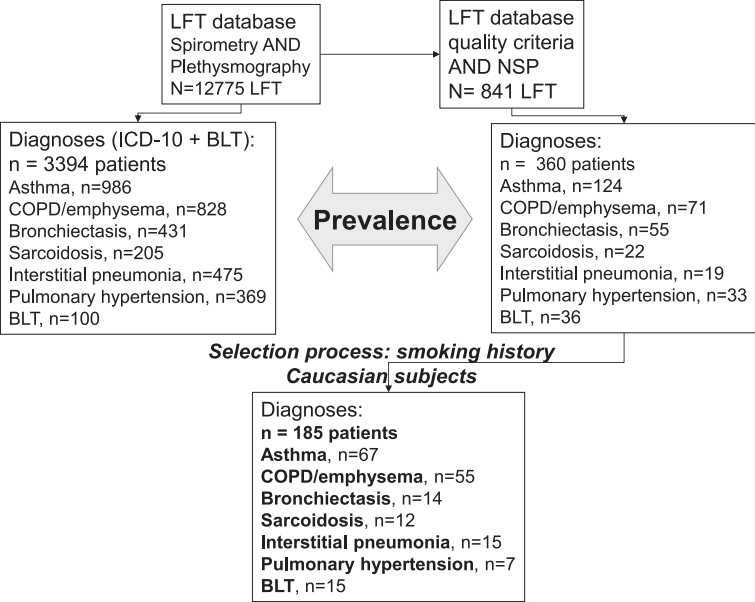 LFT database
Spirometry AND
Plethysmography
N=12775 LFT
LFT database
quality criteria
AND NSP
N= 841 LFT
Diagnoses (ICD-10 + BLT):
n = 3394 patients
Asthma, n=986
COPD/emphysema, n=828
Bronchiectasis, n=431
Sarcoidosis, n=205
Interstitial pneumonia, n=475
Pulmonary hypertension, n=369
BLT, n=100
Prevalence
Diagnoses:
n = 360 patients
Asthma, n=124
COPD/emphysema, n=71
Bronchiectasis, n=55
Sarcoidosis, n=22
Interstitial pneumonia, n=19
Pulmonary hypertension, n=33
BLT, n=36
Selection process: smoking history
Caucasian subjects
Diagnoses:
n = 185 patients
Asthma, n=67
COPD/emphysema, n=55
Bronchiectasis, n=14
Sarcoidosis, n=12
Interstitial pneumonia, n=15
Pulmonary hypertension, n=7
BLT, n=15